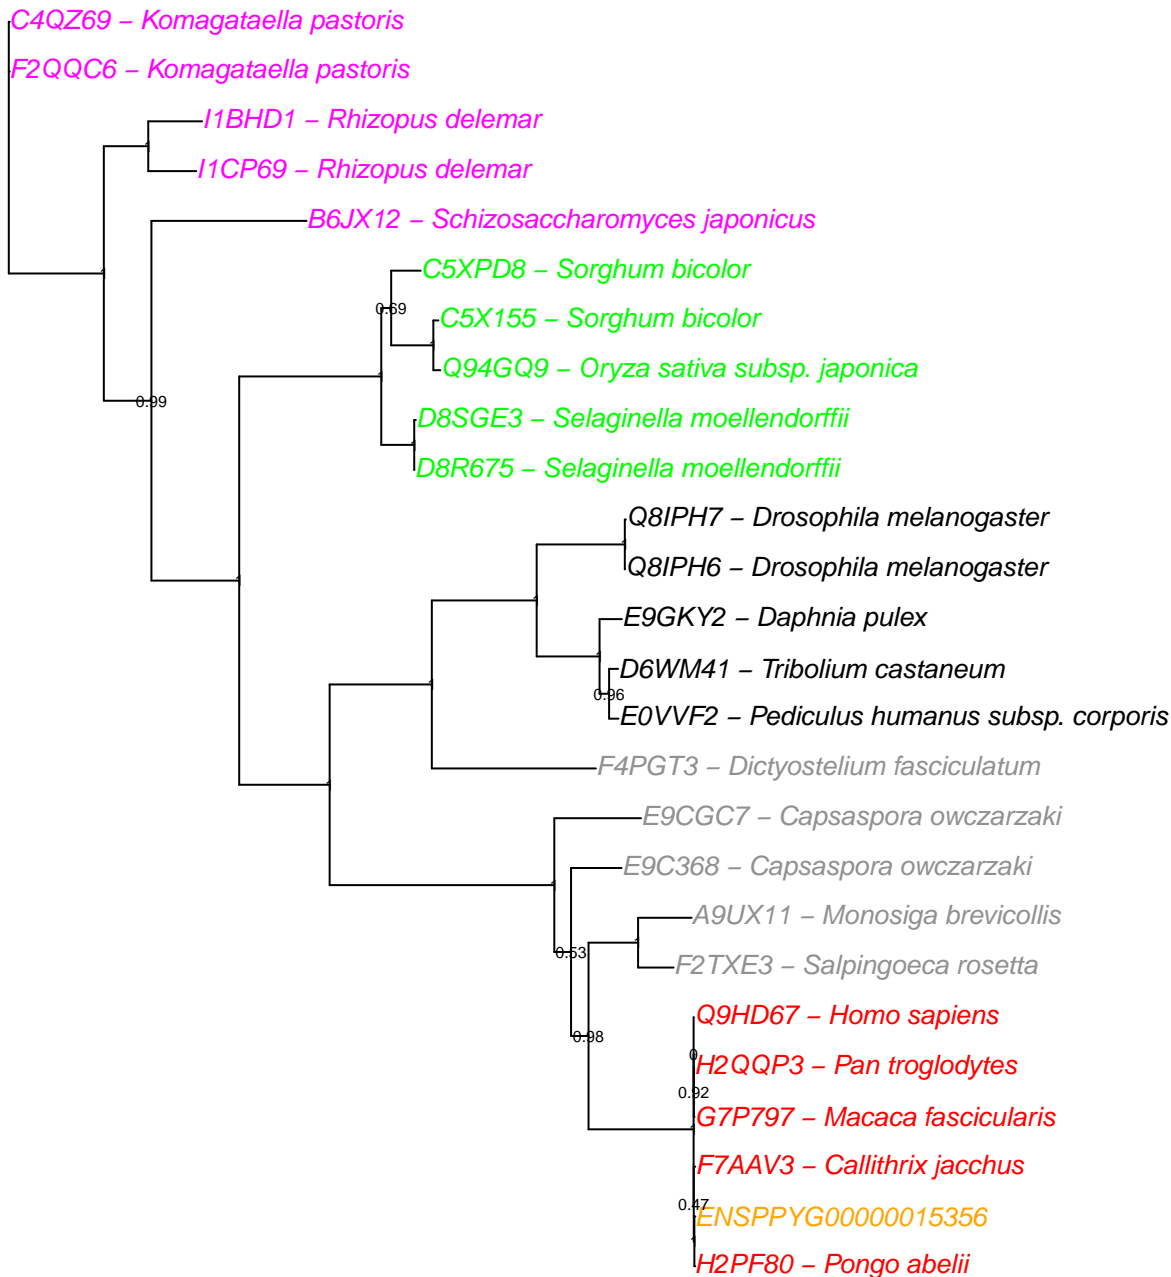 C4QZ69 – Komagataella pastoris
F2QQC6 – Komagataella pastoris
I1BHD1 – Rhizopus delemar
I1CP69 – Rhizopus delemar
B6JX12 – Schizosaccharomyces japonicus
C5XPD8 – Sorghum bicolor
0.69
C5X155 – Sorghum bicolor
Q94GQ9 – Oryza sativa subsp. japonica
0.99
D8SGE3 – Selaginella moellendorffii
D8R675 – Selaginella moellendorffii
Q8IPH7 – Drosophila melanogaster
Q8IPH6 – Drosophila melanogaster
E9GKY2 – Daphnia pulex
D6WM41 – Tribolium castaneum
0.96
E0VVF2 – Pediculus humanus subsp. corporis
F4PGT3 – Dictyostelium fasciculatum
E9CGC7 – Capsaspora owczarzaki
E9C368 – Capsaspora owczarzaki
A9UX11 – Monosiga brevicollis
0.53
F2TXE3 – Salpingoeca rosetta
Q9HD67 – Homo sapiens
0.98
0
H2QQP3 – Pan troglodytes
0.92
G7P797 – Macaca fascicularis
F7AAV3 – Callithrix jacchus
0.47
ENSPPYG00000015356
H2PF80 – Pongo abelii